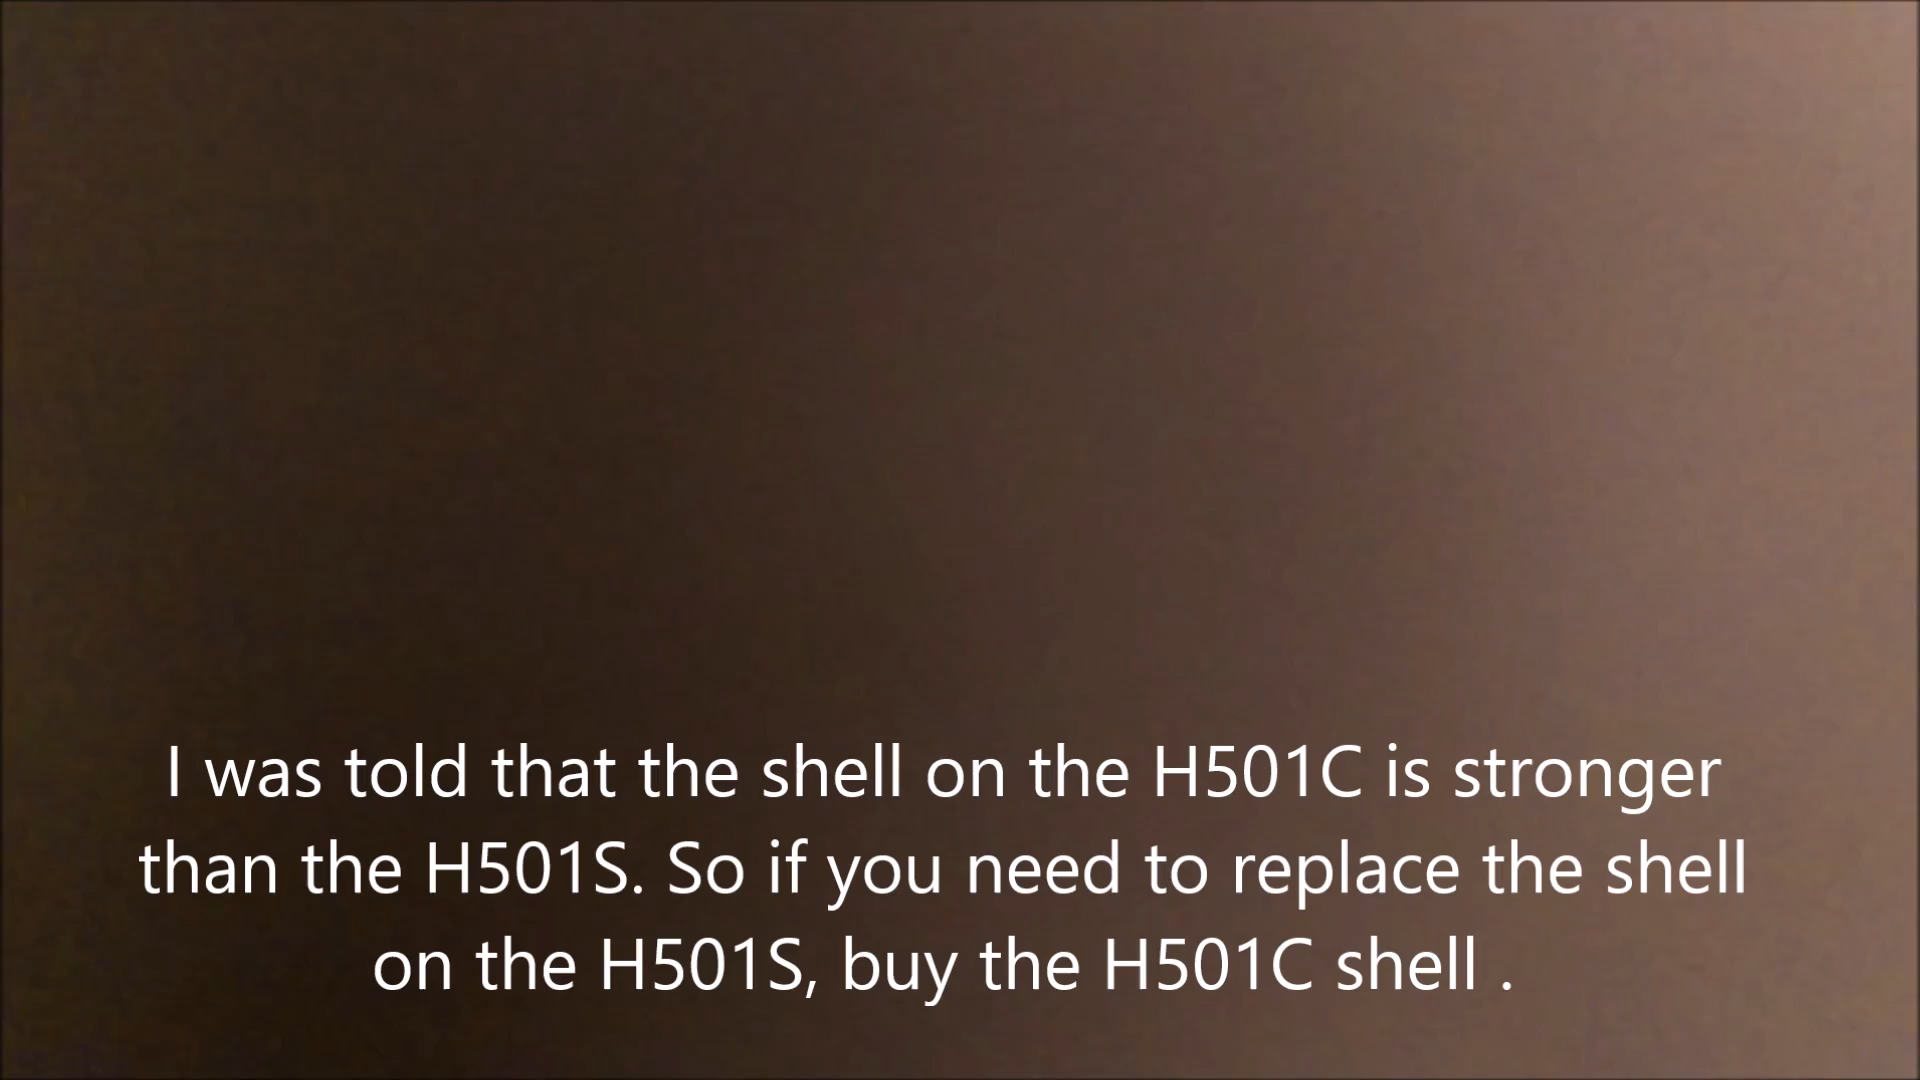 I was told that the shell on the H501C is stronger
than the H501S. So if you need to replace the shell
on the H501S, buy the H501C shell .